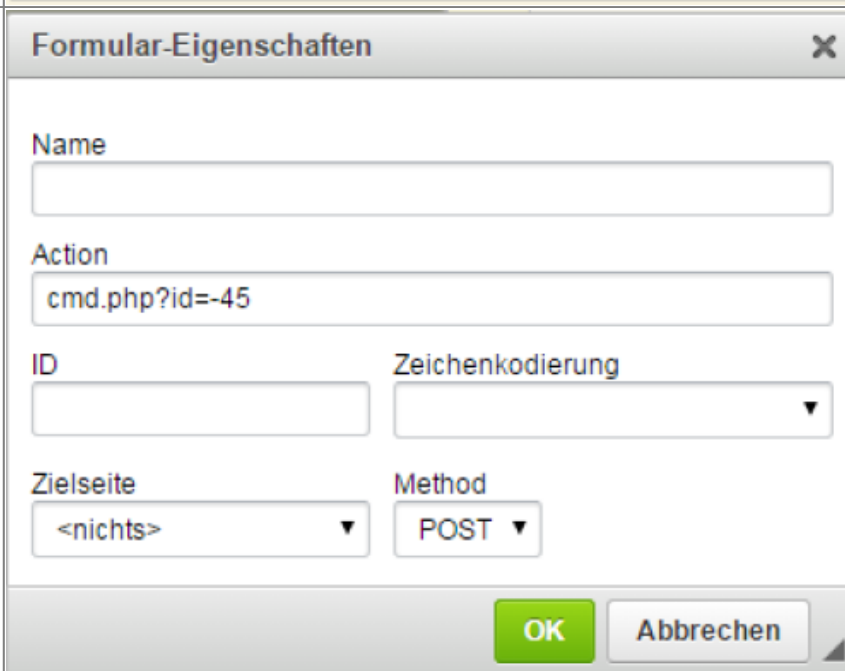 Formular-Eigenschaften
Name
Action
cmd.php?id=-45
ID Zeichenkodierung
Zielseite Method
<nichts> POST
OK Abbrechen